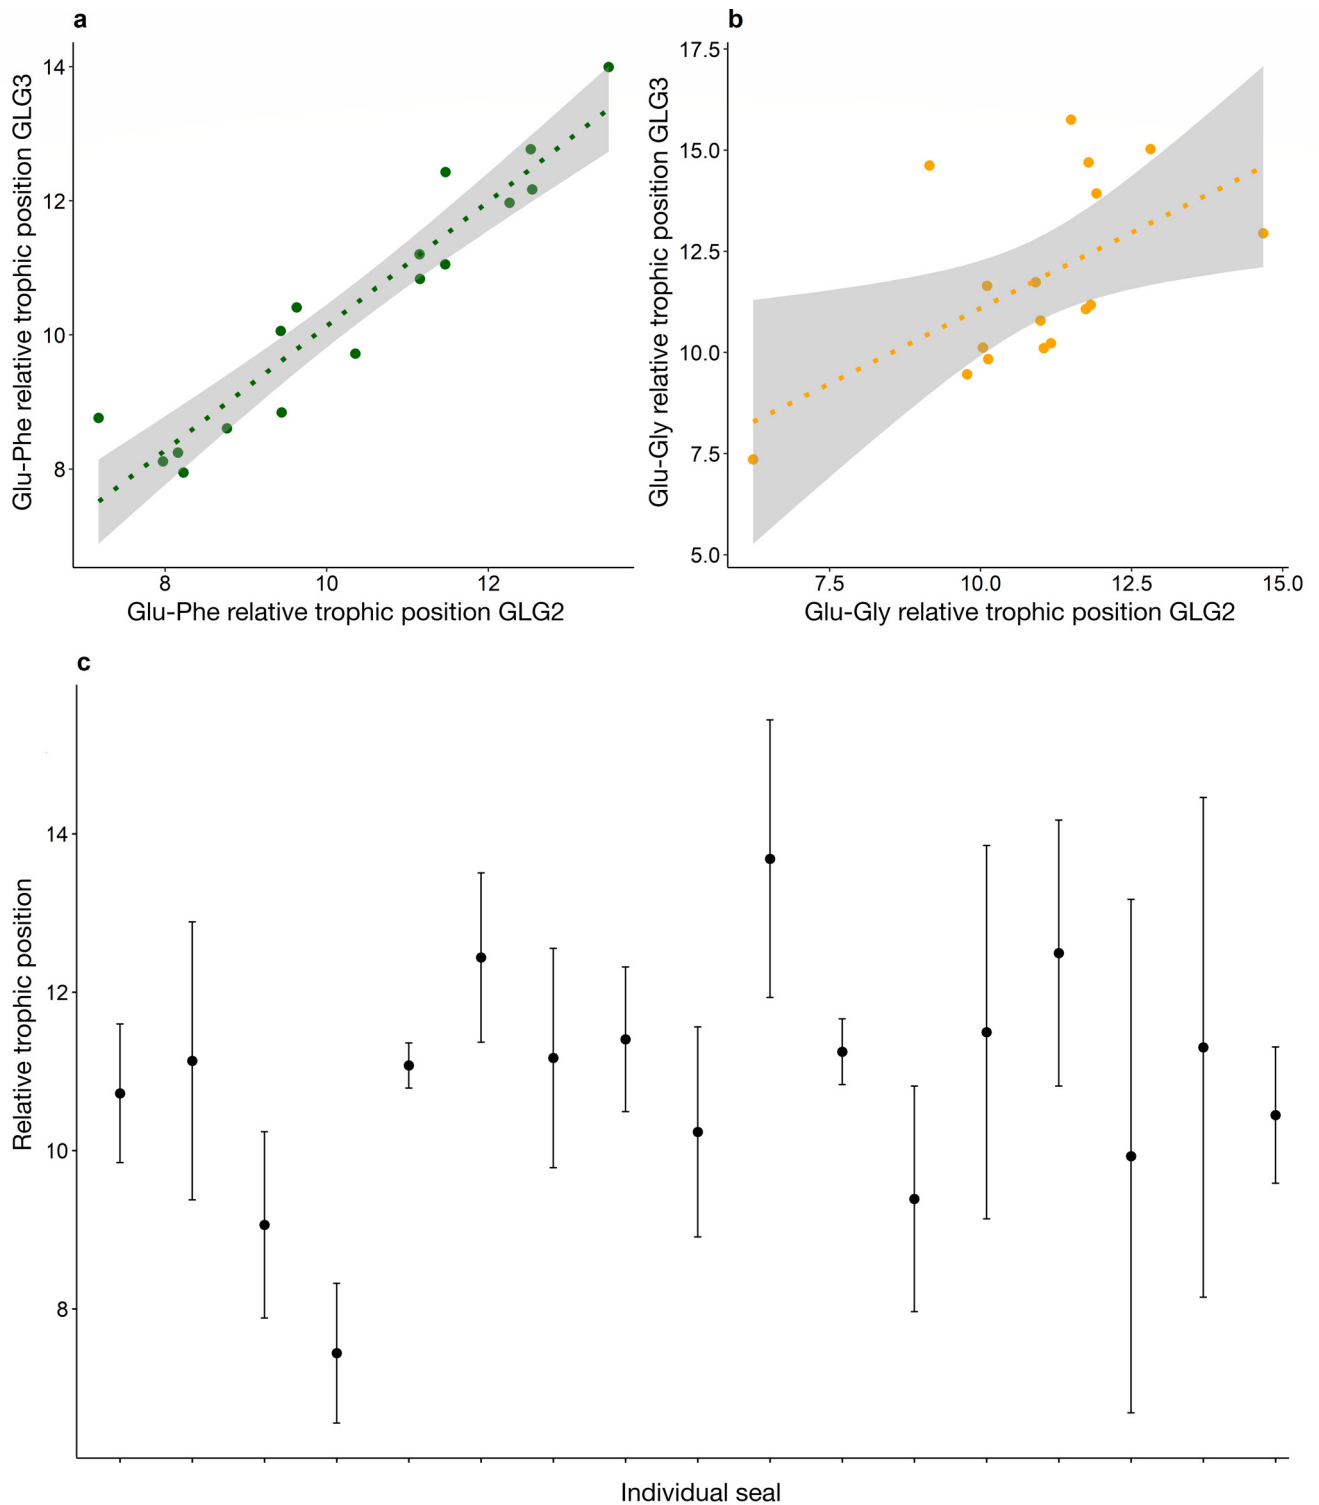 a
Glu-Phe relative trophic position GLG3
14
12
10
8
8 10 12
Glu-Phe relative trophic position GLG2
b
Glu-Gly relative trophic position GLG3
17.5
15.0
12.5
10.0
7.5
5.0
7.5 10.0 12.5 15.0
Glu-Gly relative trophic position GLG2
c
Relative trophic position
14
12
10
8
Individual seal